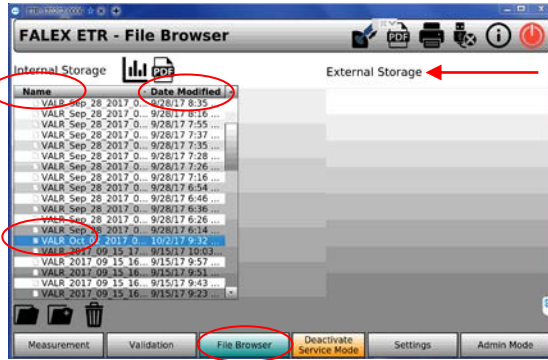 FALEX ETR - File Browser
PDF
Internal Storage
PDF
External Storage
Name
Date Modified
VALR_Sep_28_2017_0... 9/28/17 8:35 ...
VALR_Sep_28_2017_0... 9/28/17 8:16 ...
VALR_Sep_28_2017_0... 9/28/17 7:55 ...
VALR_Sep_28_2017_0... 9/28/17 7:37 ...
VALR_Sep_28_2017_0... 9/28/17 7:35 ...
VALR_Sep_28_2017_0... 9/28/17 7:28 ...
VALR_Sep_28_2017_0... 9/28/17 7:26 ...
VALR_Sep_28_2017_0... 9/28/17 7:16 ...
VALR_Sep_28_2017_0... 9/28/17 6:54 ...
VALR_Sep_28_2017_0... 9/28/17 6:46 ...
VALR_Sep_28_2017_0... 9/28/17 6:36 ...
VALR_Sep_28_2017_0... 9/28/17 6:26 ...
VALR_Sep_28_2017_0... 9/28/17 6:14 ...
VALR_Oct_02_2017_0... 10/2/17 9:32 ...
VALR_2017_09_15_17... 9/15/17 10:03...
VALR_2017_09_15_16... 9/15/17 9:57 ...
VALR_2017_09_15_16... 9/15/17 9:51 ...
VALR_2017_09_15_16... 9/15/17 9:43 ...
VALR_2017_09_15_16... 9/15/17 9:23 ...
Measurement
Validation
File Browser
Deactivate
Service Mode
Settings
Admin Mode